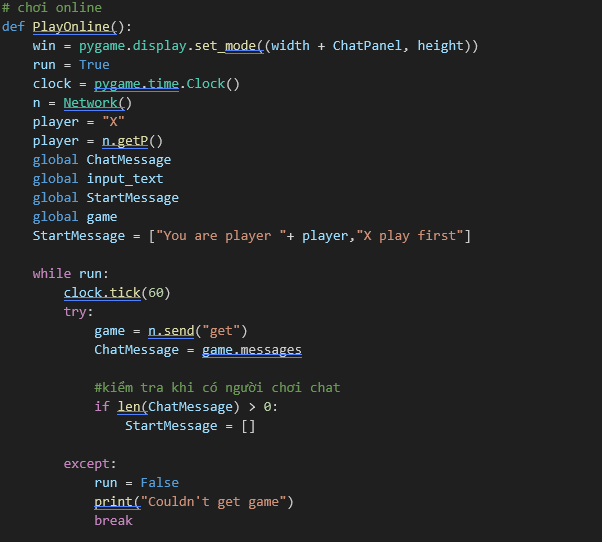 # chơi online
def PlayOnline():
    win = pygame.display.set_mode((width + ChatPanel, height))
    run = True
    clock = pygame.time.Clock()
    n = Network()
    player = "X"
    player = n.getP()
    global ChatMessage
    global input_text
    global StartMessage
    global game
    StartMessage = ["You are player "+ player,"X play first"]

    while run:
        clock.tick(60)
        try:
            game = n.send("get")
            ChatMessage = game.messages

            #kiểm tra khi có người chơi chat
            if len(ChatMessage) > 0:
                StartMessage = []

        except:
            run = False
            print("Couldn't get game")
            break